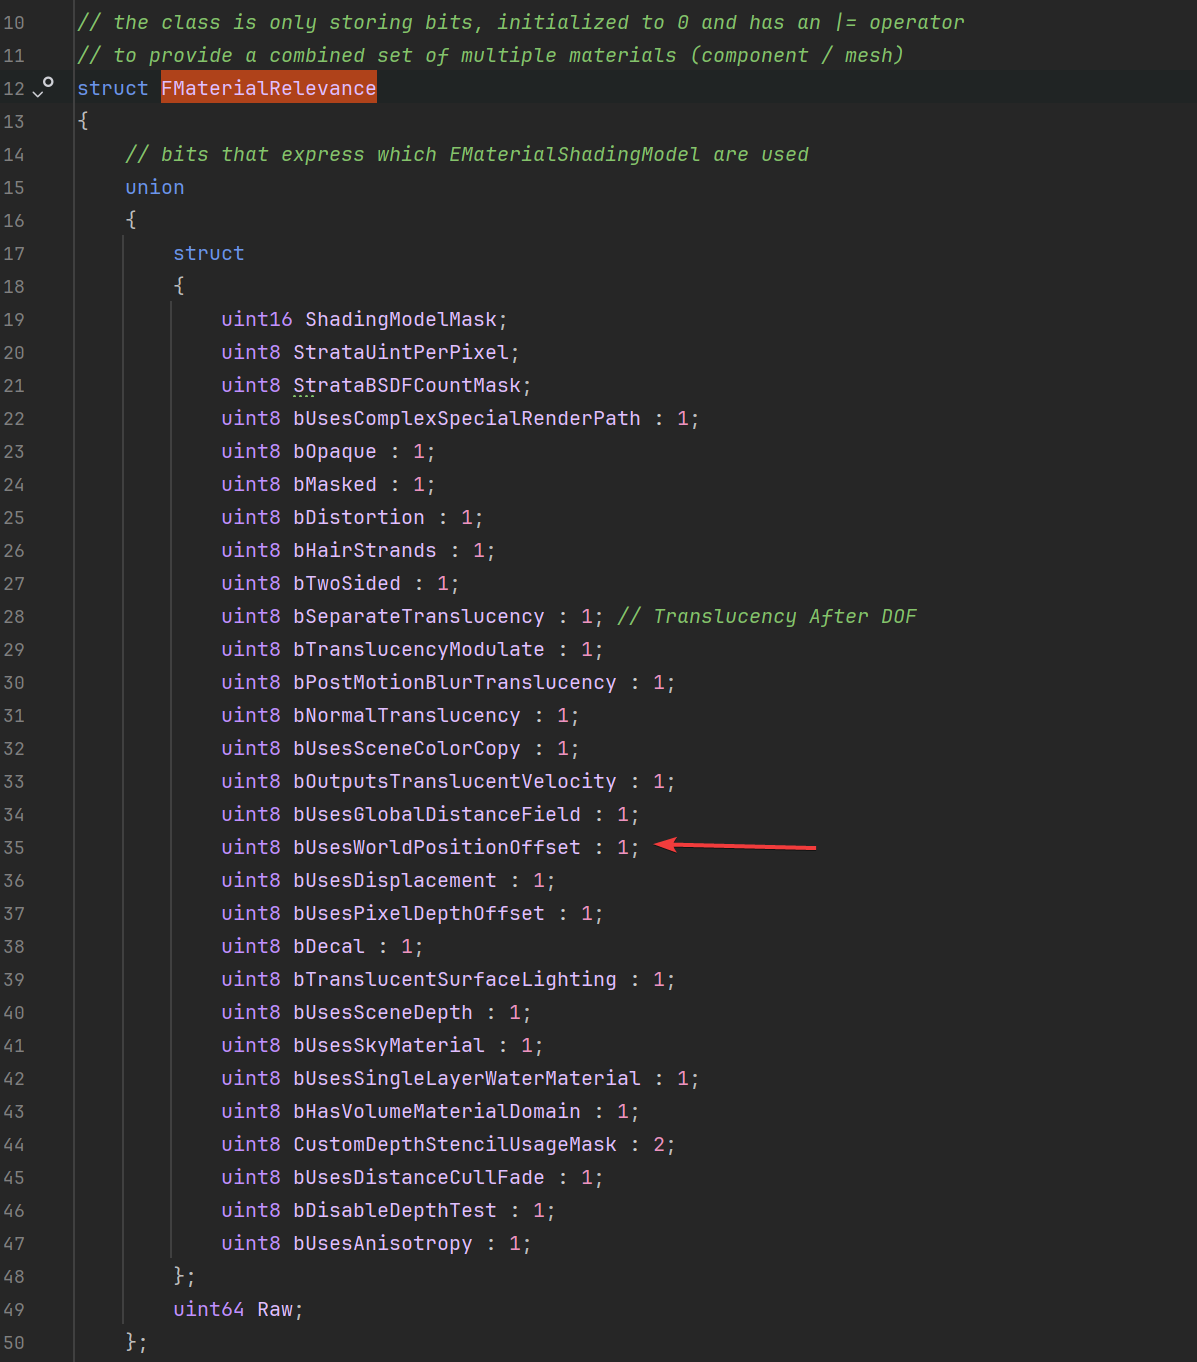 10 // the class is only storing bits, initialized to 0 and has an |= operator
11 // to provide a combined set of multiple materials (component / mesh)
12 struct FMaterialRelevance
13 {
14 // bits that express which EMaterialShadingModel are used
15 union
16 {
17 struct
18 {
19 uint16 ShadingModelMask;
20 uint8 StrataUintPerPixel;
21 uint8 StrataBSDFCountMask;
22 uint8 bUsesComplexSpecialRenderPath : 1;
23 uint8 bOpaque : 1;
24 uint8 bMasked : 1;
25 uint8 bDistortion : 1;
26 uint8 bHairStrands : 1;
27 uint8 bTwoSided : 1;
28 uint8 bSeparateTranslucency : 1; // Translucency After DOF
29 uint8 bTranslucencyModulate : 1;
30 uint8 bPostMotionBlurTranslucency : 1;
31 uint8 bNormalTranslucency : 1;
32 uint8 bUsesSceneColorCopy : 1;
33 uint8 bOutputsTranslucentVelocity : 1;
34 uint8 bUsesGlobalDistanceField : 1;
35 uint8 bUsesWorldPositionOffset : 1;
36 uint8 bUsesDisplacement : 1;
37 uint8 bUsesPixelDepthOffset : 1;
38 uint8 bDecal : 1;
39 uint8 bTranslucentSurfaceLighting : 1;
40 uint8 bUsesSceneDepth : 1;
41 uint8 bUsesSkyMaterial : 1;
42 uint8 bUsesSingleLayerWaterMaterial : 1;
43 uint8 bHasVolumeMaterialDomain : 1;
44 uint8 CustomDepthStencilUsageMask : 2;
45 uint8 bUsesDistanceCullFade : 1;
46 uint8 bDisableDepthTest : 1;
47 uint8 bUsesAnisotropy : 1;
48 };
49 uint64 Raw;
50 };